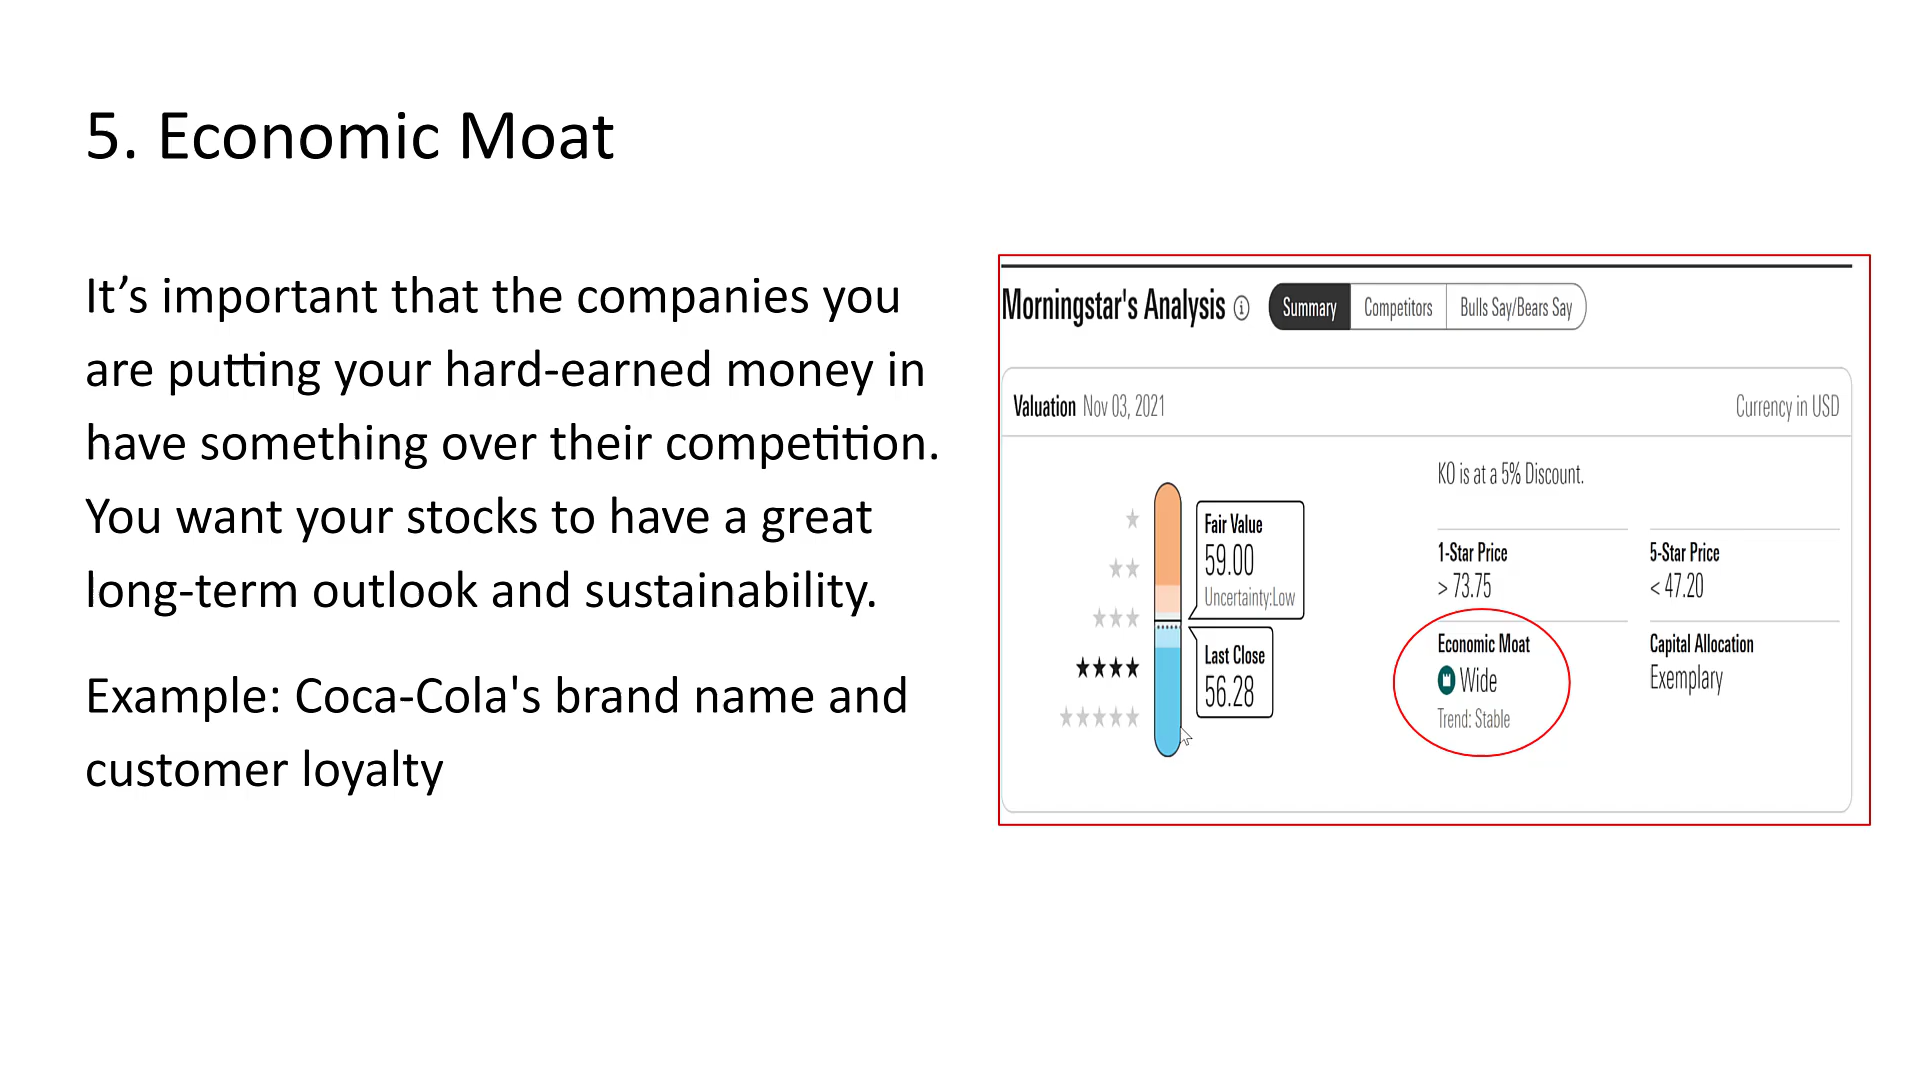 5. Economic Moat
It’s important that the companies you
are putting your hard-earned money in
have something over their competition.
You want your stocks to have a great
long-term outlook and sustainability.
Example: Coca-Cola's brand name and
customer loyalty
Morningstar's Analysis
Summary
Competitors
Bulls Say/Bears Say
Valuation Nov 03, 2021
Currency in USD
KO is at a 5% Discount.
Fair Value
59.00
Uncertainty:Low
Last Close
56.28
1-Star Price
> 73.75
5-Star Price
< 47.20
Economic Moat
Wide
Trend: Stable
Capital Allocation
Exemplary